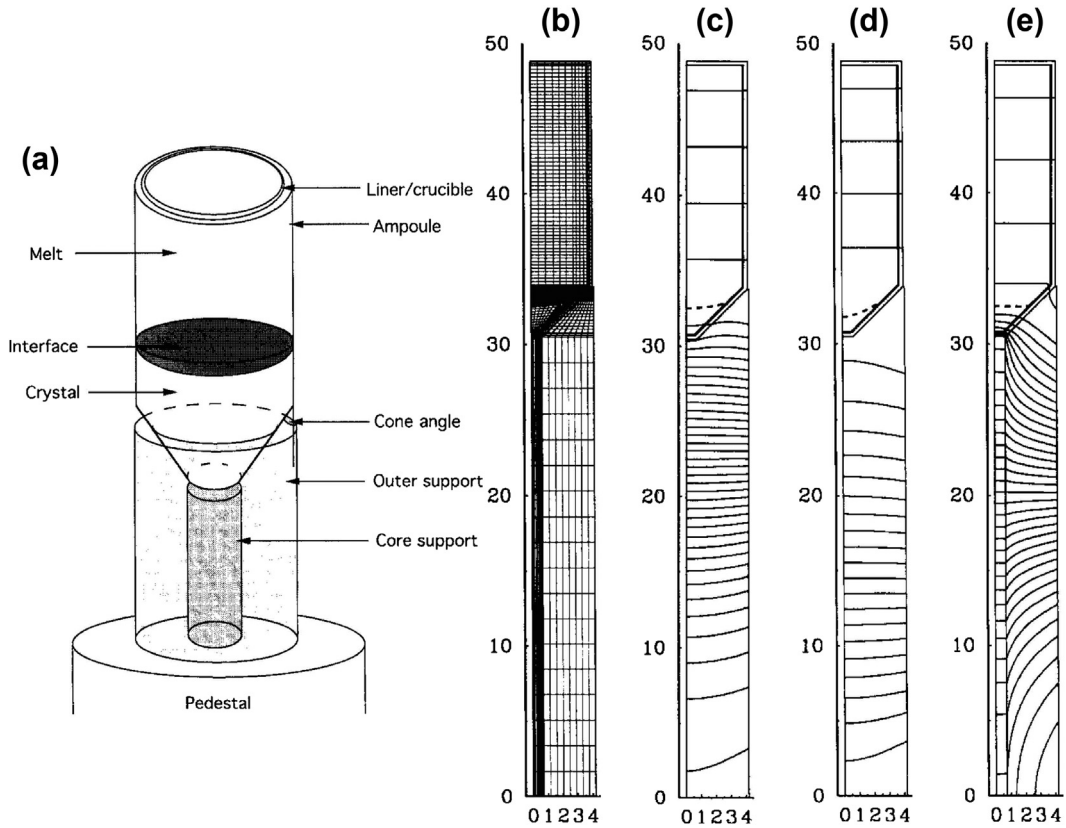 (a)
Liner/crucible
Ampoule
Melt
Interface
Crystal
Cone angle
Outer support
Core support
Pedestal
(b) (c) (d) (e)
50 50 50 50
40 40 40 40
30 30 30 30
20 20 20 20
10 10 10 10
0 0 0 0
01234 01234 01234 01234